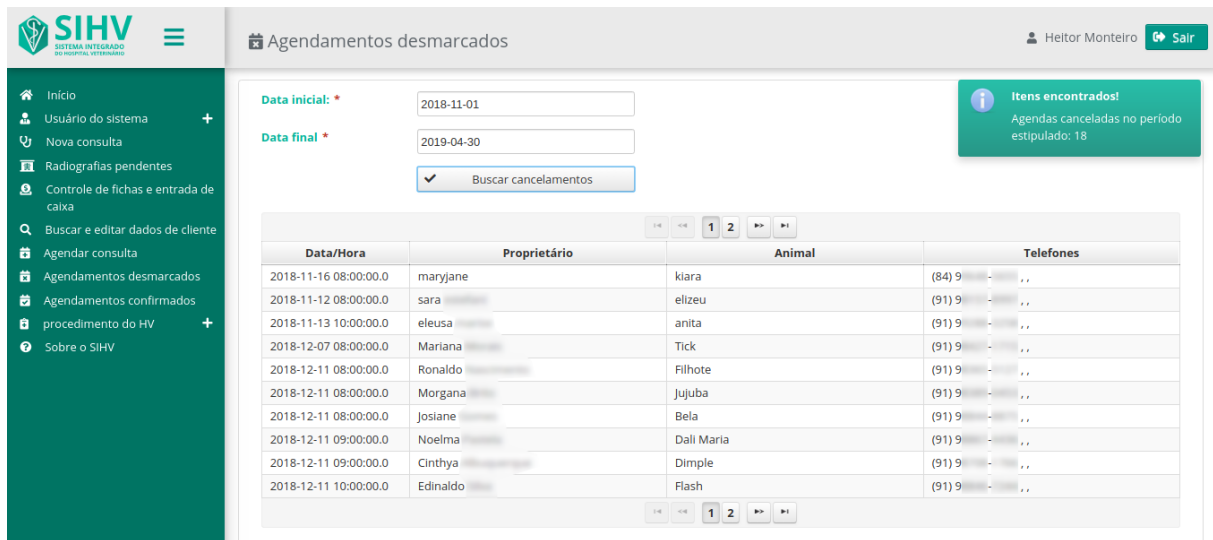 SIHV
SISTEMA INTEGRADO
DO HOSPITAL VETERINÁRIO
Agendamentos desmarcados
Heitor Monteiro
Sair
Início
Usuário do sistema +
Nova consulta
Radiografias pendentes
Controle de fichas e entrada de
caixa
Buscar e editar dados de cliente
Agendar consulta
Agendamentos desmarcados
Agendamentos confirmados
procedimento do HV +
Sobre o SIHV
Data inicial: * 2018-11-01
Data final * 2019-04-30
Buscar cancelamentos
Itens encontrados!
Agendas canceladas no período
estipulado: 18
1 2
Data/Hora Proprietário Animal Telefones
2018-11-16 08:00:00.0 maryjane kiara (84) 9 - , ,
2018-11-12 08:00:00.0 sara elizeu (91) 9 - , ,
2018-11-13 10:00:00.0 eleusa anita (91) 9 - , ,
2018-12-07 08:00:00.0 Mariana Tick (91) 9 - , ,
2018-12-11 08:00:00.0 Ronaldo Filhote (91) 9 - , ,
2018-12-11 08:00:00.0 Morgana Jujuba (91) 9 - , ,
2018-12-11 08:00:00.0 Josiane Bela (91) 9 - , ,
2018-12-11 09:00:00.0 Noelma Dali Maria (91) 9 - , ,
2018-12-11 09:00:00.0 Cinthya Dimple (91) 9 - , ,
2018-12-11 10:00:00.0 Edinaldo Flash (91) 9 - , ,
1 2